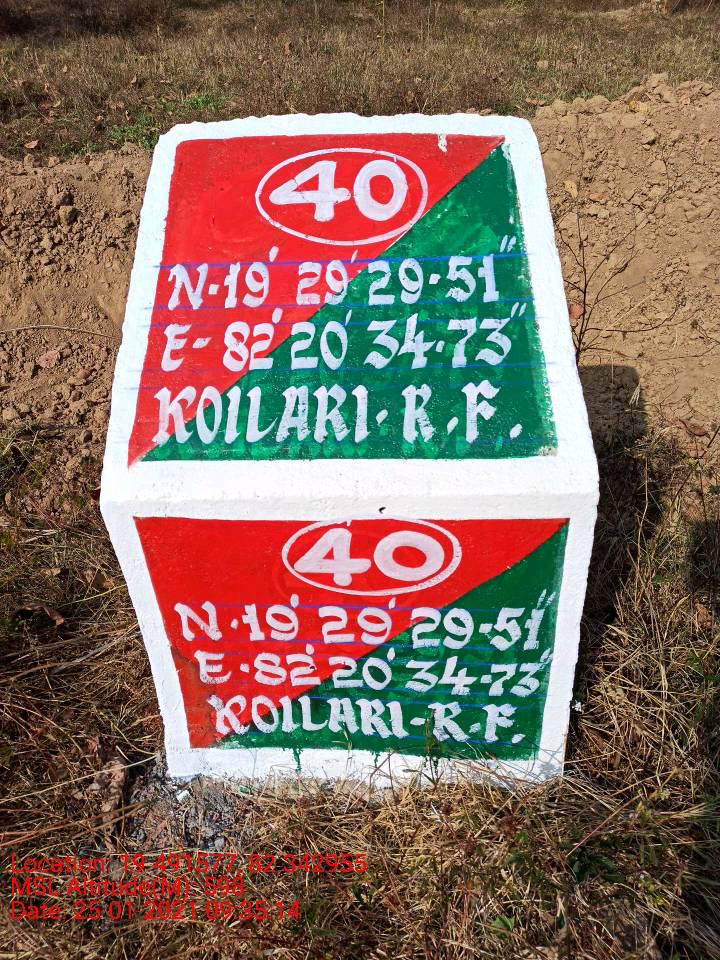 40
N-19' 29' 29-51"
E-82' 20' 34-73"
KOILARI. R.F.
40
N-19' 29' 29-51"
E-82' 20' 34-73"
KOILARI-R.F.
Location: 19.491577, 82.342955
MSL Altitude(M): 598
Date: 25-01-2021 09:35:14